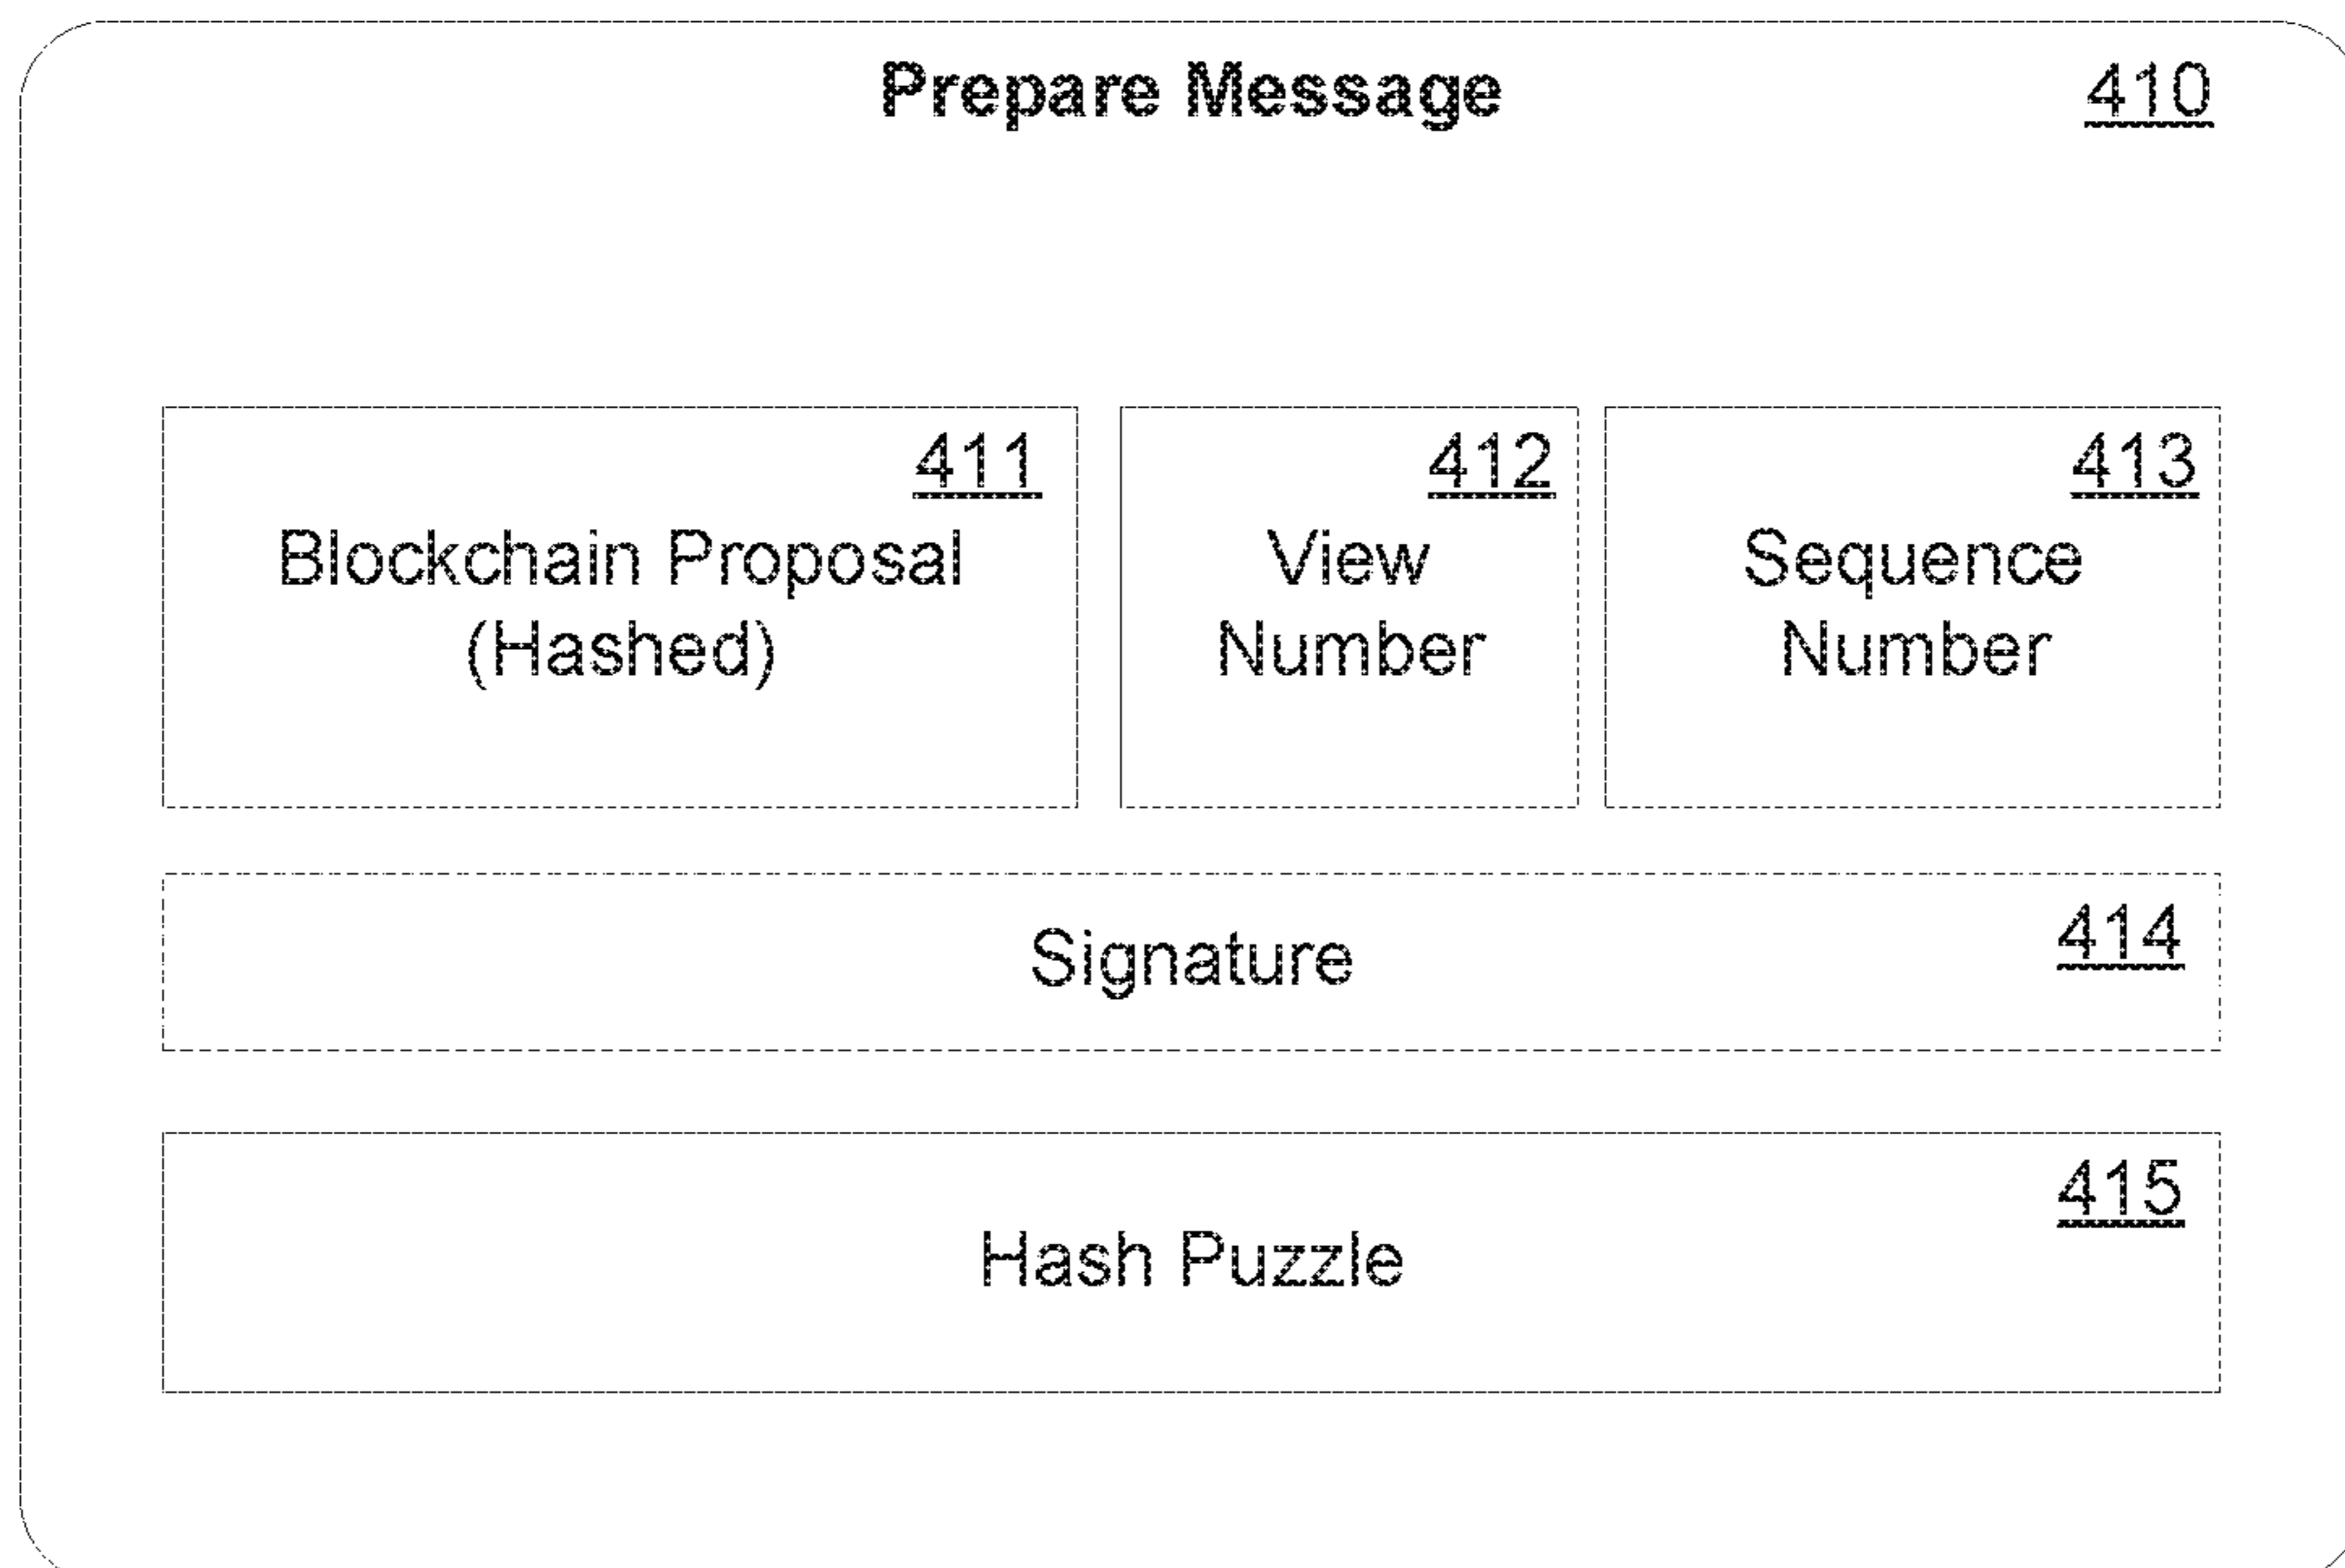 Prepare Message
410
411
Blockchain Proposal
(Hashed)
412
View
Number
413
Sequence
Number
414
Signature
415
Hash Puzzle